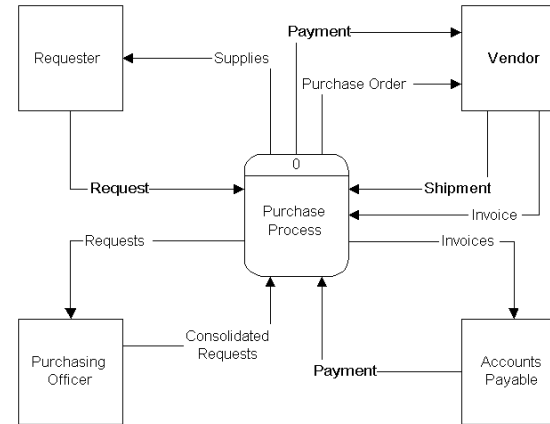 Payment
Requester
Supplies
Vendor
Purchase Order
0
Request
Shipment
Purchase
Process
Invoice
Requests
Invoices
Consolidated
Requests
Purchasing
Officer
Payment
Accounts
Payable